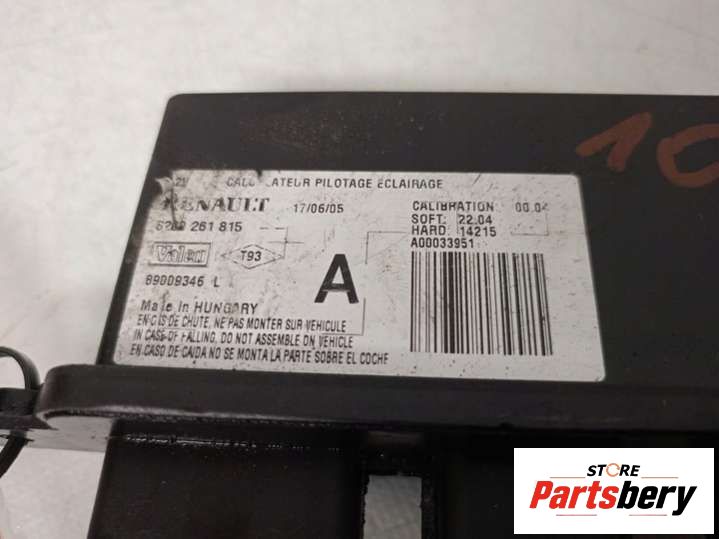 PILOTAGE ECLAIRAGE
RENAULT 17/06/05
261 815
Valeo T93
89009346 L
A
CALIBRATION 00.04
SOFT: 22.04
HARD: 14215
A00033951
Made in HUNGARY
EN CAS DE CHUTE, NE PAS MONTER SUR VEHICULE
IN CASE OF FALLING, DO NOT ASSEMBLE ON VEHICLE
EN CASO DE CAIDA NO SE MONTA LA PARTE SOBRE EL COCHE
10
STORE
Partsbery